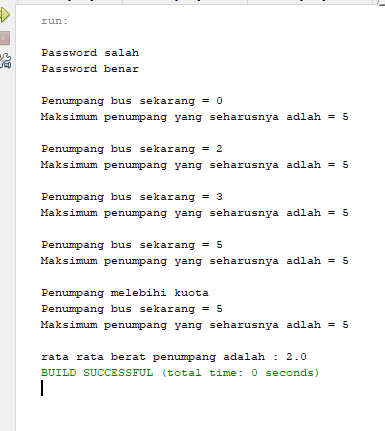 run:
Password salah
Password benar
Penumpang bus sekarang = 0
Maksimum penumpang yang seharusnya adlah = 5
Penumpang bus sekarang = 2
Maksimum penumpang yang seharusnya adlah = 5
Penumpang bus sekarang = 3
Maksimum penumpang yang seharusnya adlah = 5
Penumpang bus sekarang = 5
Maksimum penumpang yang seharusnya adlah = 5
Penumpang melebihi kuota
Penumpang bus sekarang = 5
Maksimum penumpang yang seharusnya adlah = 5
rata rata berat penumpang adalah : 2.0
BUILD SUCCESSFUL (total time: 0 seconds)